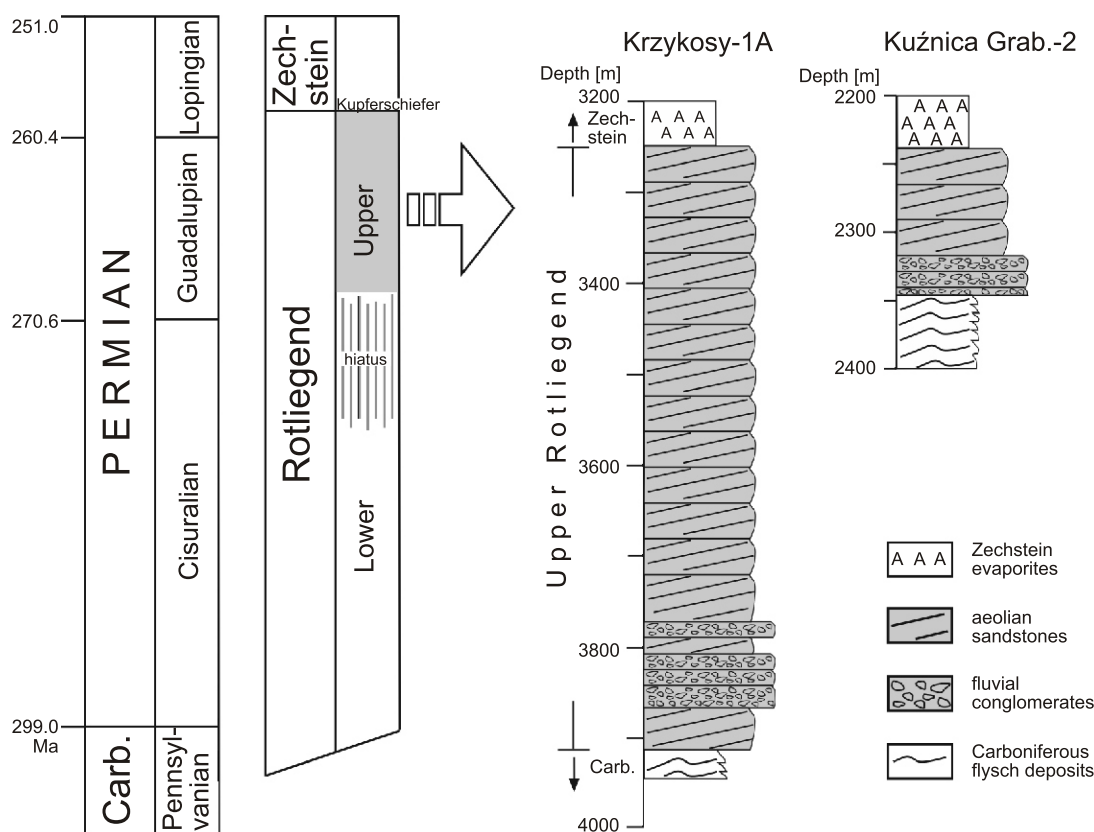 251.0
260.4
270.6
299.0
Ma
PERMIAN
Carb.
Lopingian
Guadalupian
Cisuralian
Pennsyl-
vanian
Zech-
stein
Rotliegend
Kupferschiefer
Upper
hiatus
Lower
Krzykosy-1A
Depth [m]
3200
Zech-
stein
A A A
A A A
3400
Upper Rotliegend
3600
3800
Carb.
4000
Kuźnica Grab.-2
Depth [m]
2200
A A A
A A A
A A A
2300
2400
A A A
Zechstein
evaporites
aeolian
sandstones
fluvial
conglomerates
Carboniferous
flysch deposits